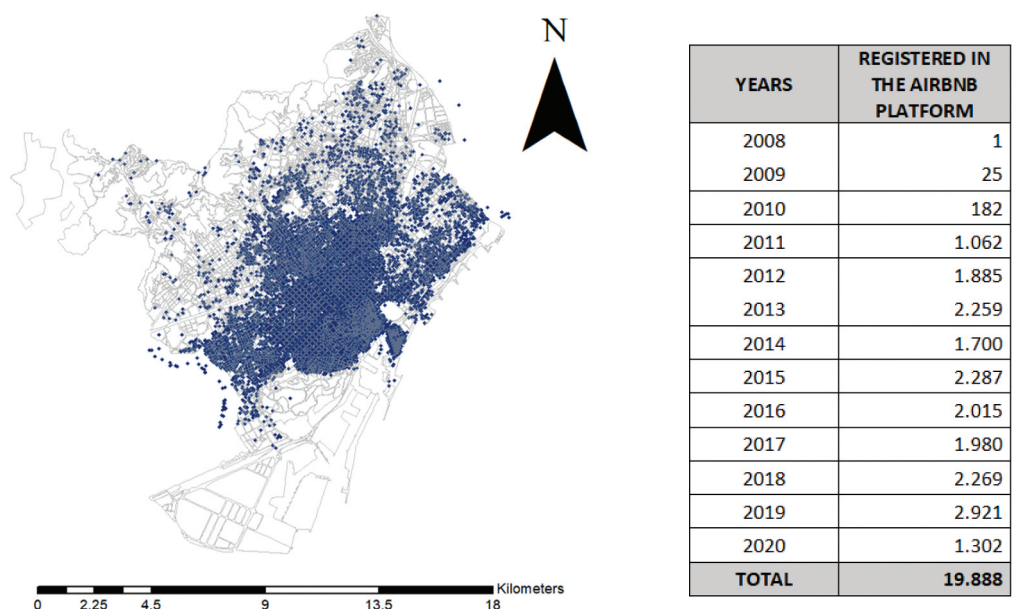 N
Kilometers
0 2.25 4.5 9 13.5 18
YEARS REGISTERED IN THE AIRBNB PLATFORM
2008 1
2009 25
2010 182
2011 1.062
2012 1.885
2013 2.259
2014 1.700
2015 2.287
2016 2.015
2017 1.980
2018 2.269
2019 2.921
2020 1.302
TOTAL 19.888